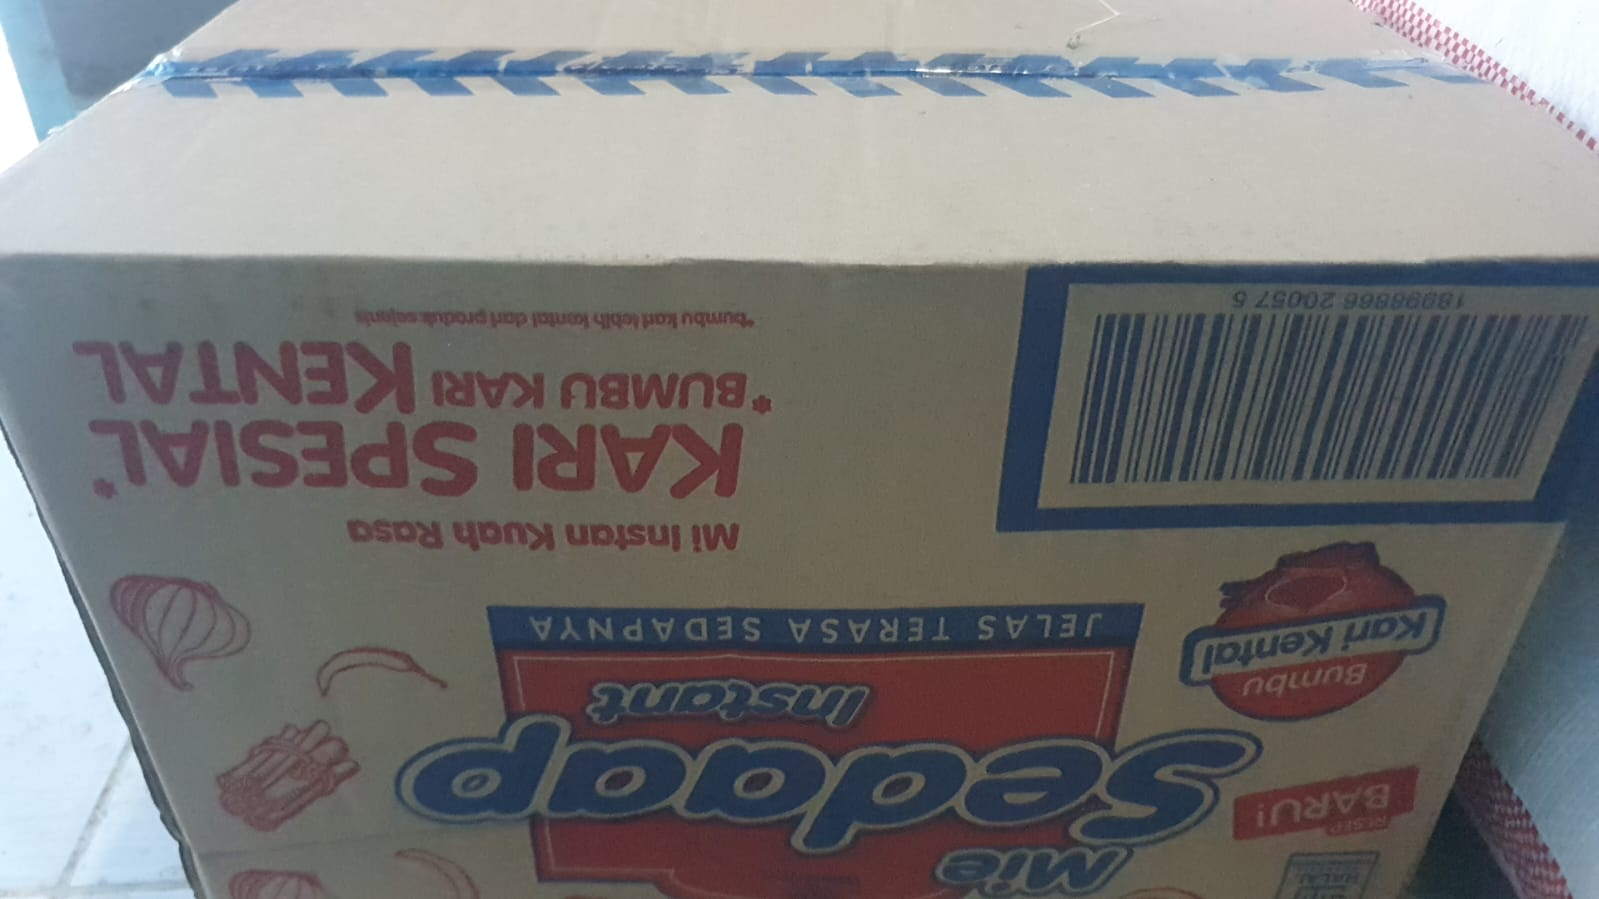 Mie
Sedaap
Instant
JELAS TERASA SEDAPNYA
RESEP
BARU!
Bumbu
Kari Kental
Mi Instan Kuah Rasa
KARI SPESIAL*
*BUMBU KARI KENTAL
*bumbu kari lebih kental dari produk sejenis
18998866 20057 5
HALAL